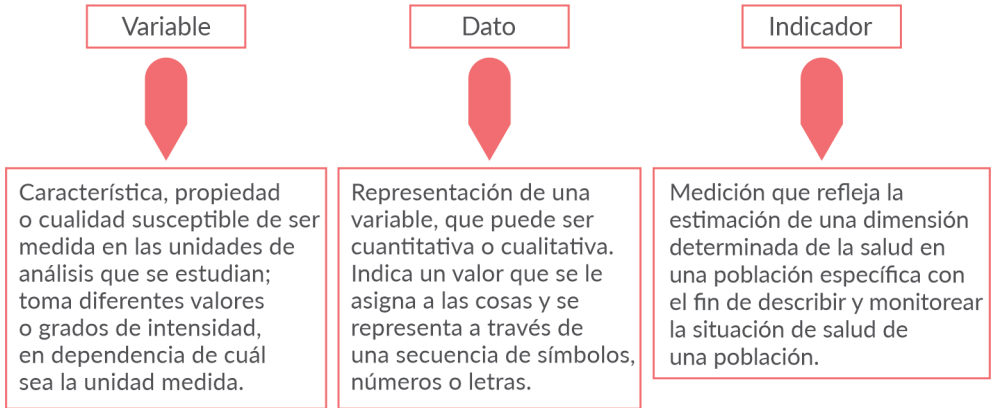 Variable
Característica, propiedad
o cualidad susceptible de ser
medida en las unidades de
análisis que se estudian;
toma diferentes valores
o grados de intensidad,
en dependencia de cuál
sea la unidad medida.
Dato
Representación de una
variable, que puede ser
cuantitativa o cualitativa.
Indica un valor que se le
asigna a las cosas y se
representa a través de
una secuencia de símbolos,
números o letras.
Indicador
Medición que refleja la
estimación de una dimensión
determinada de la salud en
una población específica con
el fin de describir y monitorear
la situación de salud de
una población.